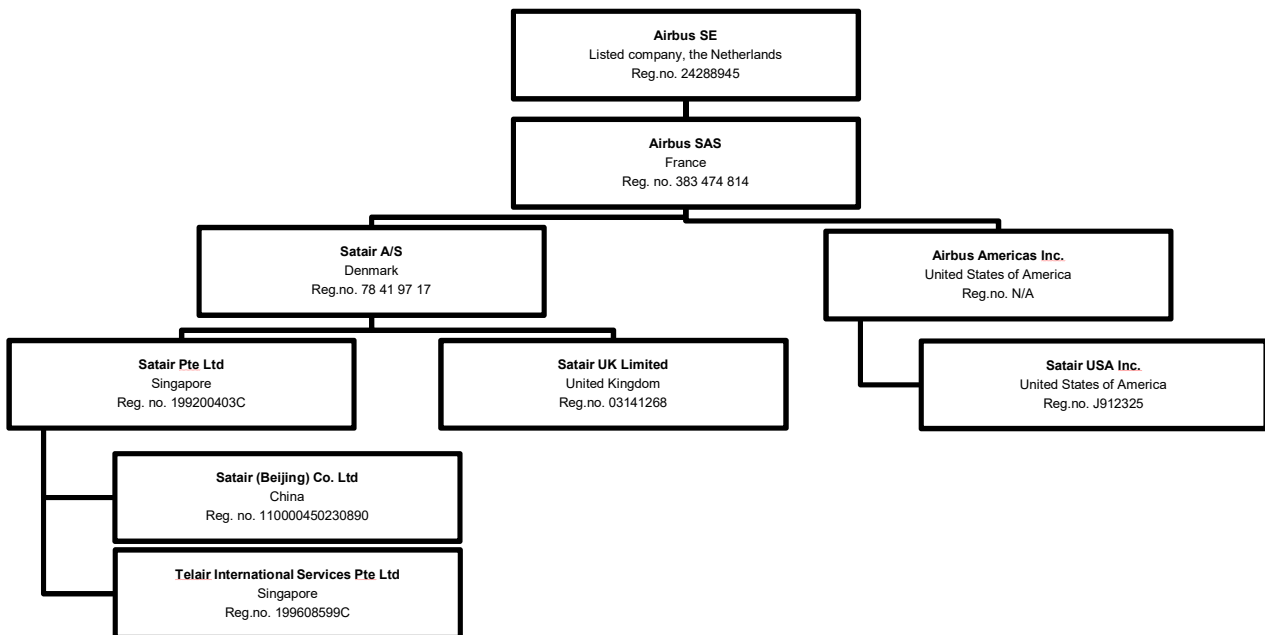 Airbus SE
Listed company, the Netherlands
Reg.no. 24288945
Airbus SAS
France
Reg. no. 383 474 814
Satair A/S
Denmark
Reg.no. 78 41 97 17
Airbus Americas Inc.
United States of America
Reg.no. N/A
Satair Pte Ltd
Singapore
Reg. no. 199200403C
Satair UK Limited
United Kingdom
Reg.no. 03141268
Satair USA Inc.
United States of America
Reg.no. J912325
Satair (Beijing) Co. Ltd
China
Reg. no. 110000450230890
Telair International Services Pte Ltd
Singapore
Reg.no. 199608599C